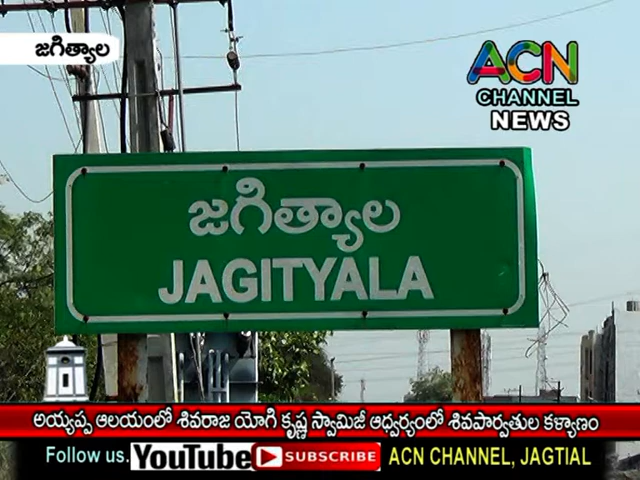 జగిత్యాల
ACN
CHANNEL
NEWS
జగిత్యాల
JAGITYALA
అయ్యప్ప ఆలయంలో శివరాజ యోగి కృష్ణ స్వామిజీ ఆధ్వర్యంలో శివపార్వతుల కళ్యాణం
Follow us. YouTube SUBSCRIBE ACN CHANNEL, JAGTIAL